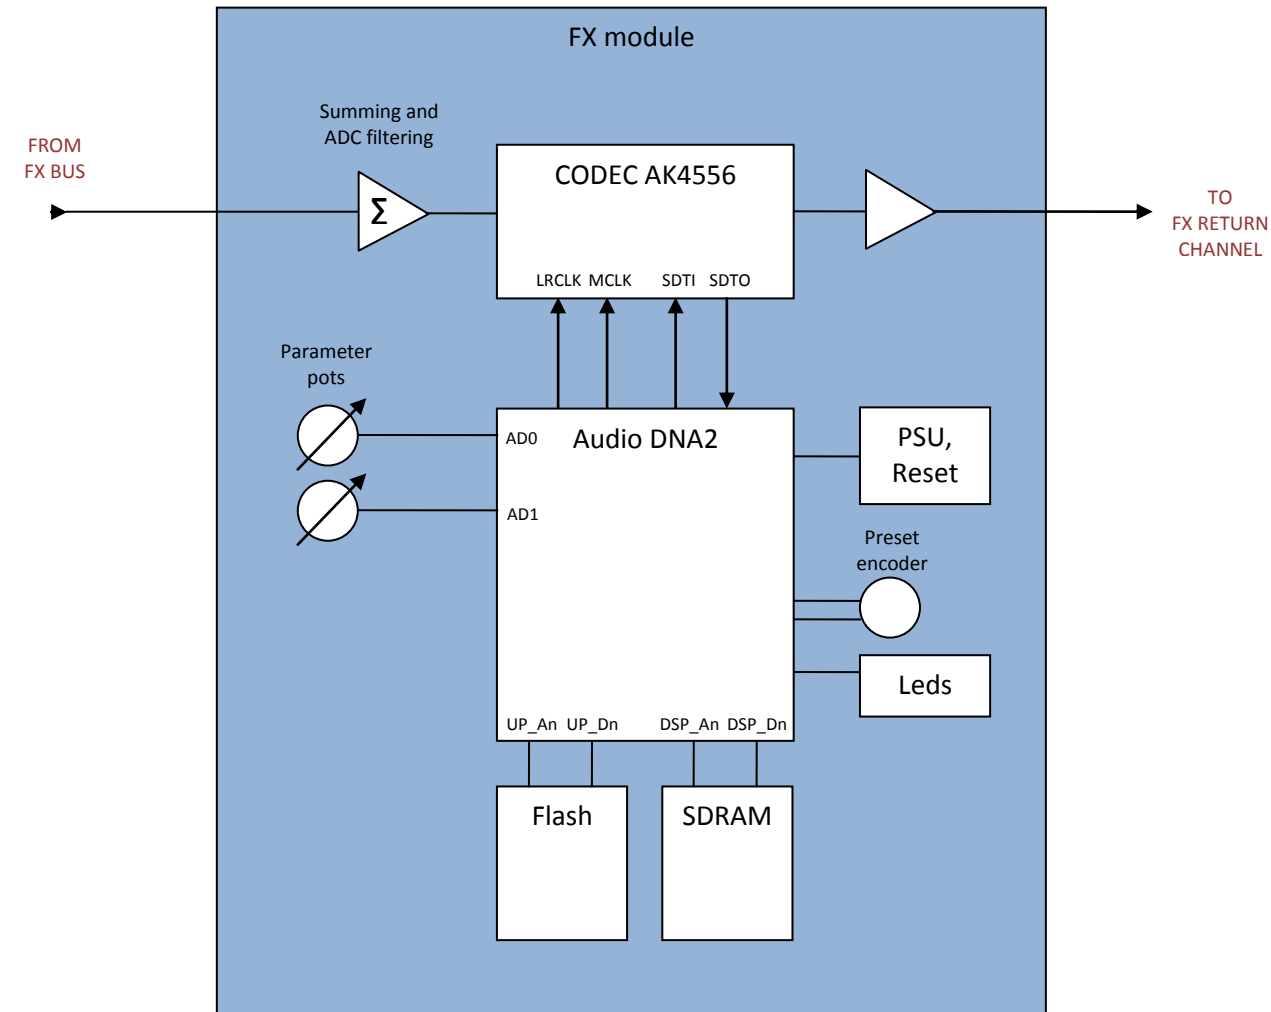 FX module
Summing and
ADC filtering
FROM
FX BUS
Σ
CODEC AK4556
TO
FX RETURN
CHANNEL
LRCLK MCLK SDTI SDTO
Parameter
pots
AD0
AD1
Audio DNA2
PSU,
Reset
Preset
encoder
Leds
UP_An UP_Dn DSP_An DSP_Dn
Flash
SDRAM